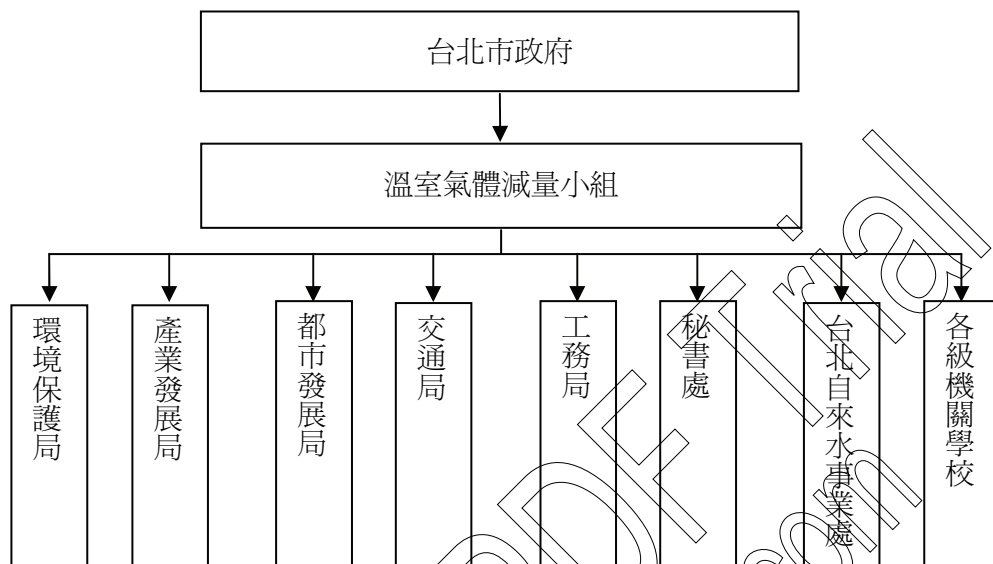 台北市政府
溫室氣體減量小組
環境保護局
產業發展局
都市發展局
交通局
工務局
秘書處
台北自來水事業處
各級機關學校
PDF Trial